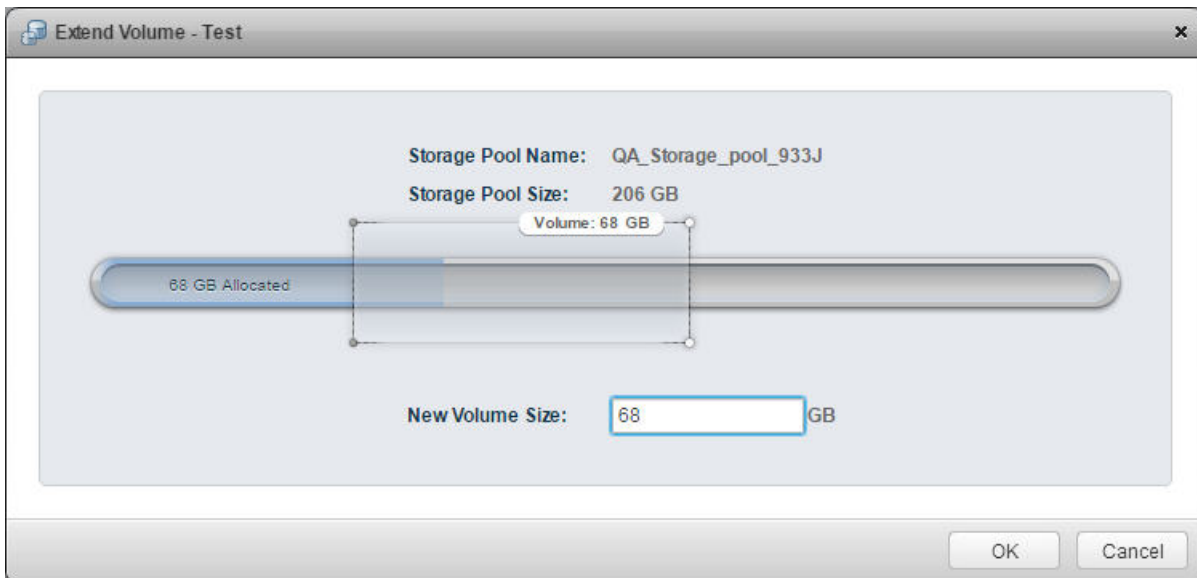 Extend Volume - Test
Storage Pool Name: QA_Storage_pool_933J
Storage Pool Size: 206 GB
Volume: 68 GB
68 GB Allocated
New Volume Size: 68 GB
OK Cancel